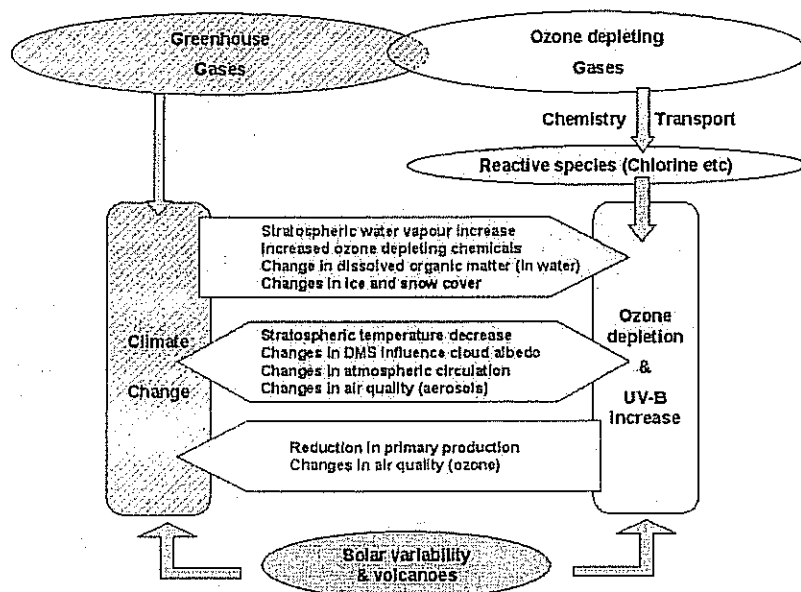 Greenhouse
Gases
Ozone depleting
Gases
Chemistry
Transport
Reactive species (Chlorine etc)
Stratospheric water vapour increase
Increased ozone depleting chemicals
Change in dissolved organic matter (in water)
Changes in ice and snow cover
Climate
Change
Stratospheric temperature decrease
Changes in DMS influence cloud albedo
Changes in atmospheric circulation
Changes in air quality (aerosols)
Ozone
depletion
&
UV-B
increase
Reduction in primary production
Changes in air quality (ozone)
Solar variability
& volcanoes